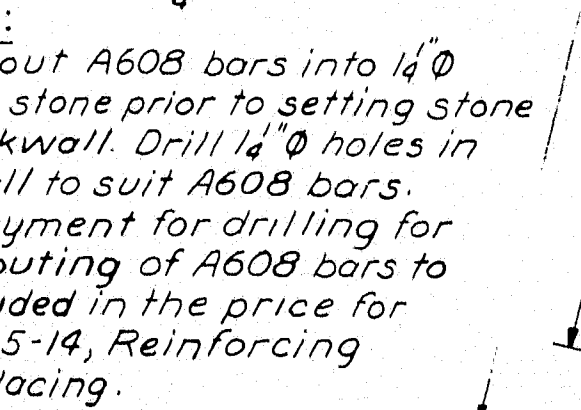 :
out A608 bars into 1¼"Ø
stone prior to setting stone
kwall. Drill 1¼"Ø holes in
ll to suit A608 bars.
yment for drilling for
outing of A608 bars to
uded in the price for
5-14, Reinforcing
lacing.